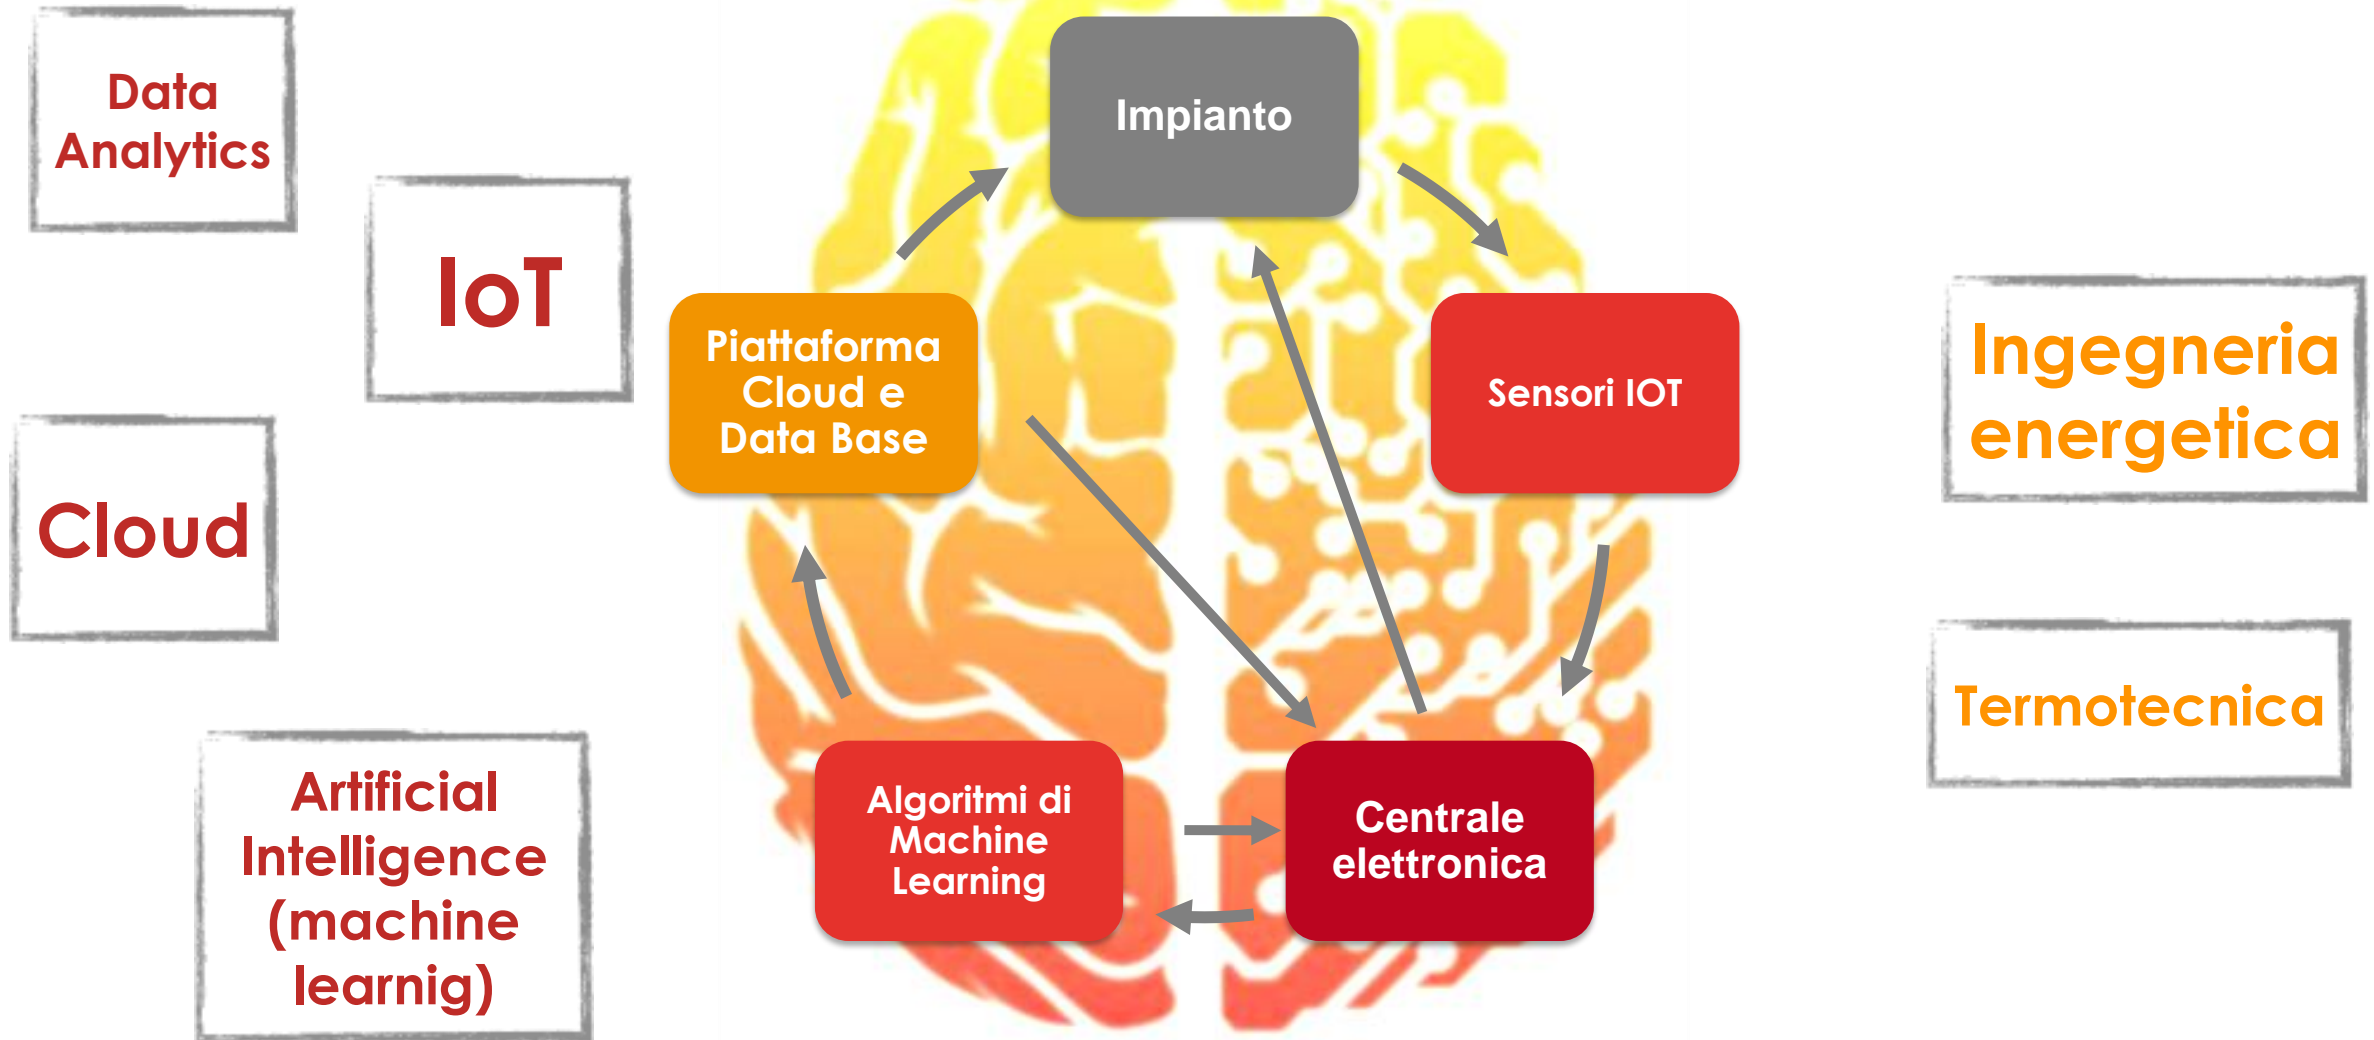 Data
Analytics
IoT
Cloud
Artificial
Intelligence
(machine
learnig)
Impianto
Piattaforma
Cloud e
Data Base
Sensori IOT
Algoritmi di
Machine
Learning
Centrale
elettronica
Ingegneria
energetica
Termotecnica